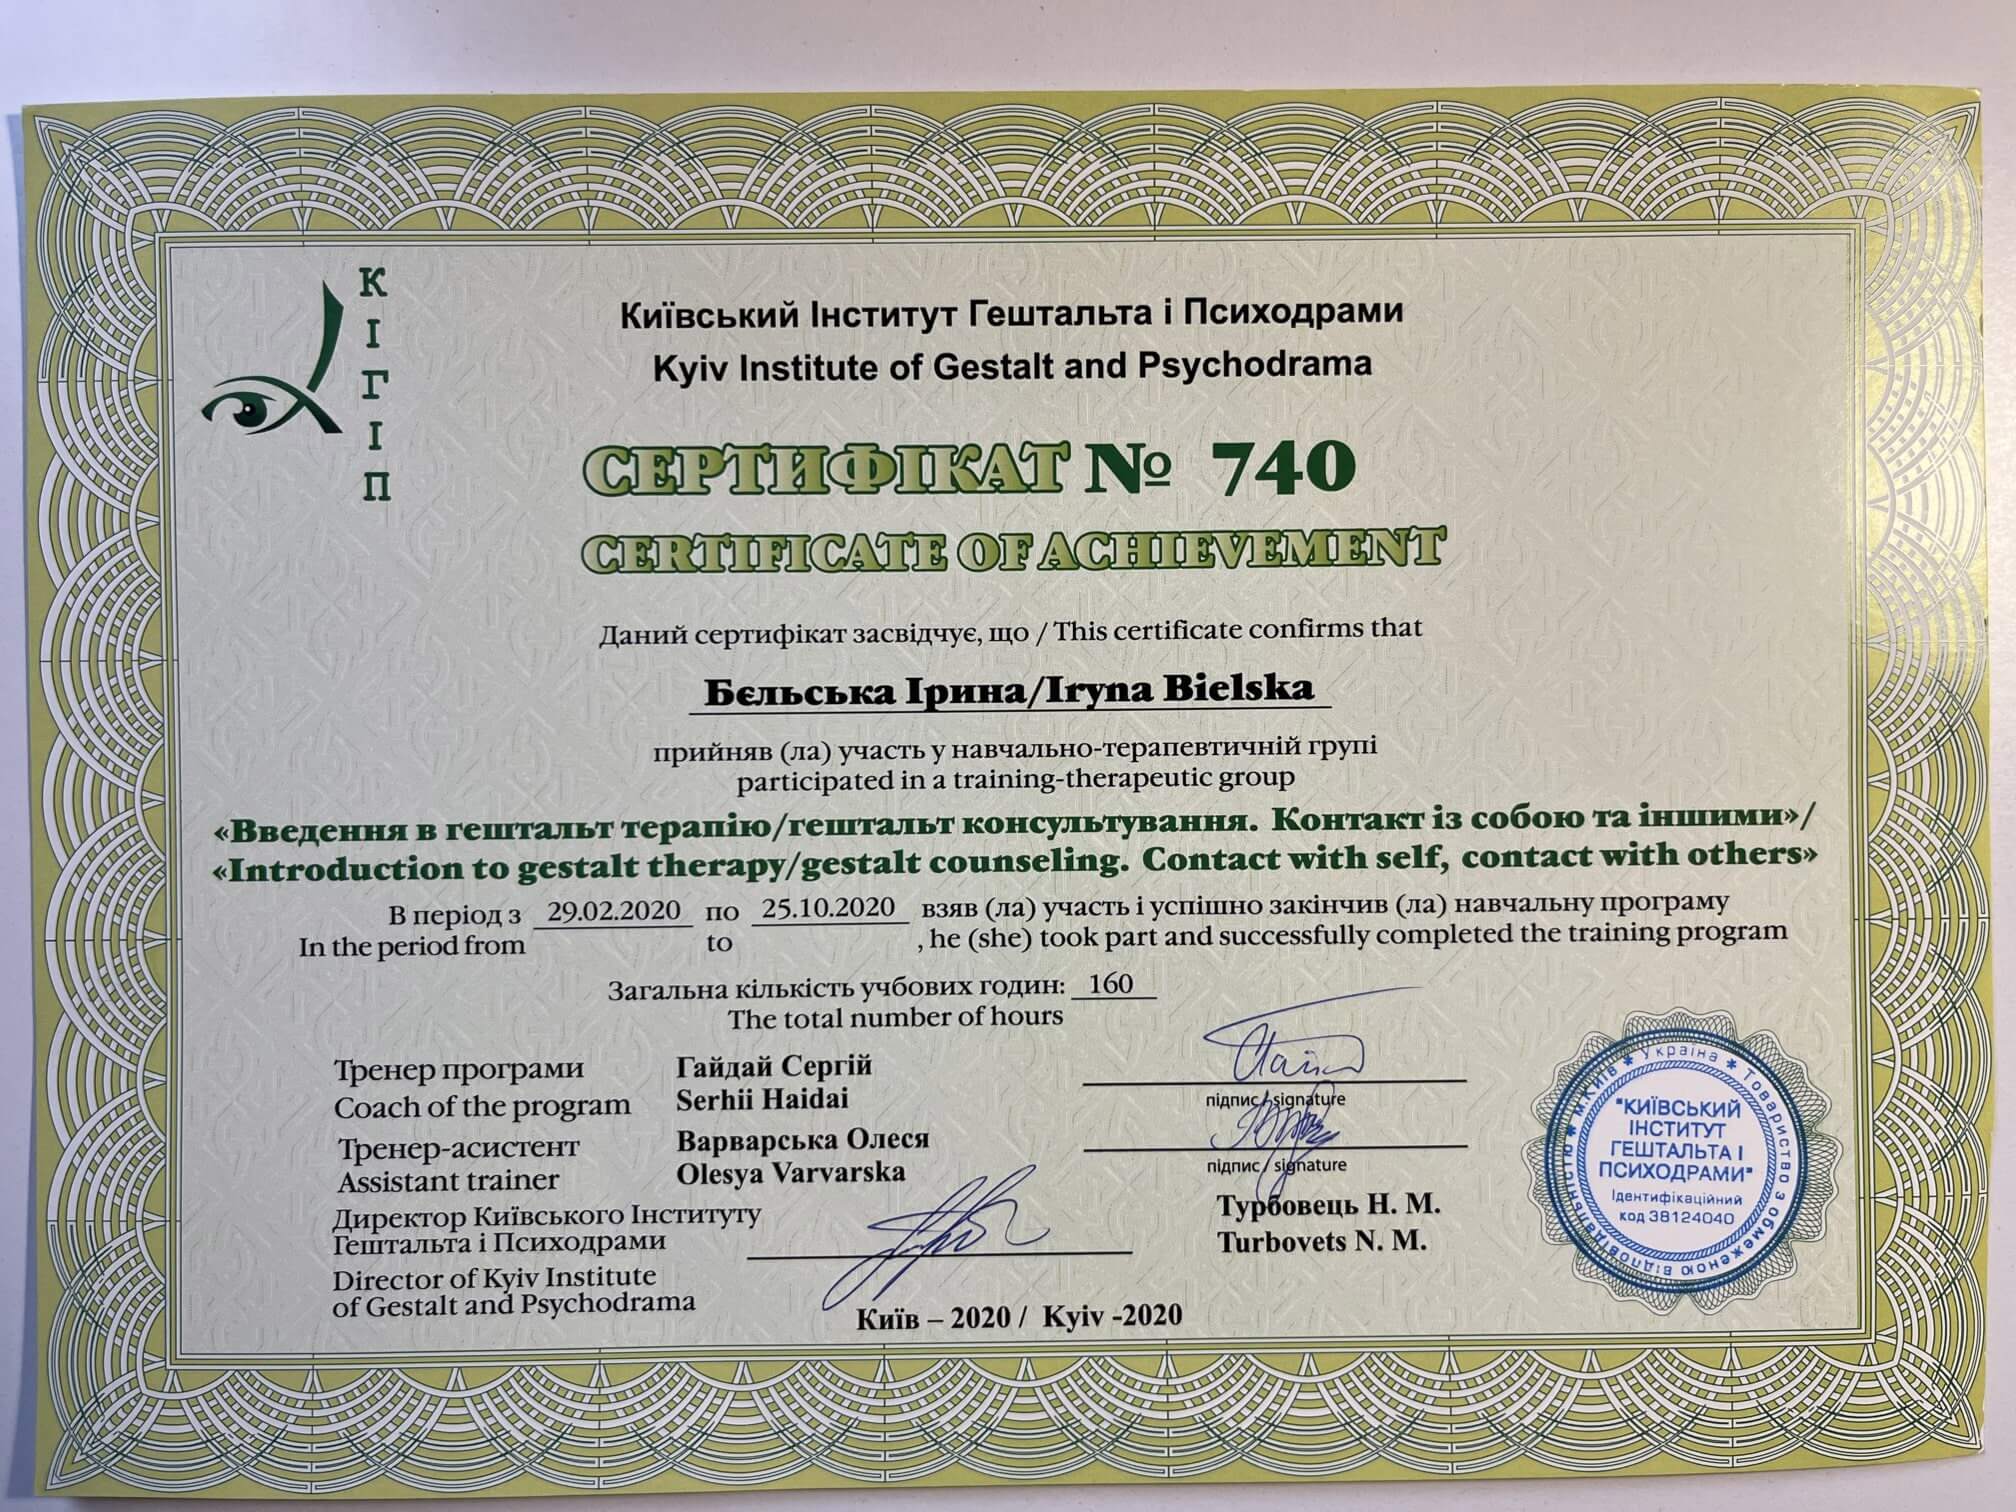 КІГІП
Київський Інститут Гештальта і Психодрами
Kyiv Institute of Gestalt and Psychodrama
СЕРТИФІКАТ № 740
CERTIFICATE OF ACHIEVEMENT
Даний сертифікат засвідчує, що / This certificate confirms that
Бєльська Ірина/Iryna Bielska
прийняв (ла) участь у навчально-терапевтичній групі
participated in a training-therapeutic group
«Введення в гештальт терапію/гештальт консультування. Контакт із собою та іншими»/
«Introduction to gestalt therapy/gestalt counseling. Contact with self, contact with others»
В період з 29.02.2020 по 25.10.2020 взяв (ла) участь і успішно закінчив (ла) навчальну програму
In the period from to , he (she) took part and successfully completed the training program
Загальна кількість учбових годин: 160
The total number of hours
Тренер програми Гайдай Сергій
Coach of the program Serhii Haidai
підпис / signature
Тренер-асистент Варварська Олеся
Assistant trainer Olesya Varvarska
підпис / signature
Директор Київського Інституту
Гештальта і Психодрами
Турбовець Н. М.
Turbovets N. M.
Director of Kyiv Institute
of Gestalt and Psychodrama
Київ – 2020 / Kyiv -2020
* Україна * Товариство з обмеженою відповідальністю * м.Київ
"КИЇВСЬКИЙ
ІНСТИТУТ
ГЕШТАЛЬТА І
ПСИХОДРАМИ"
Ідентифікаційний
код 38124040